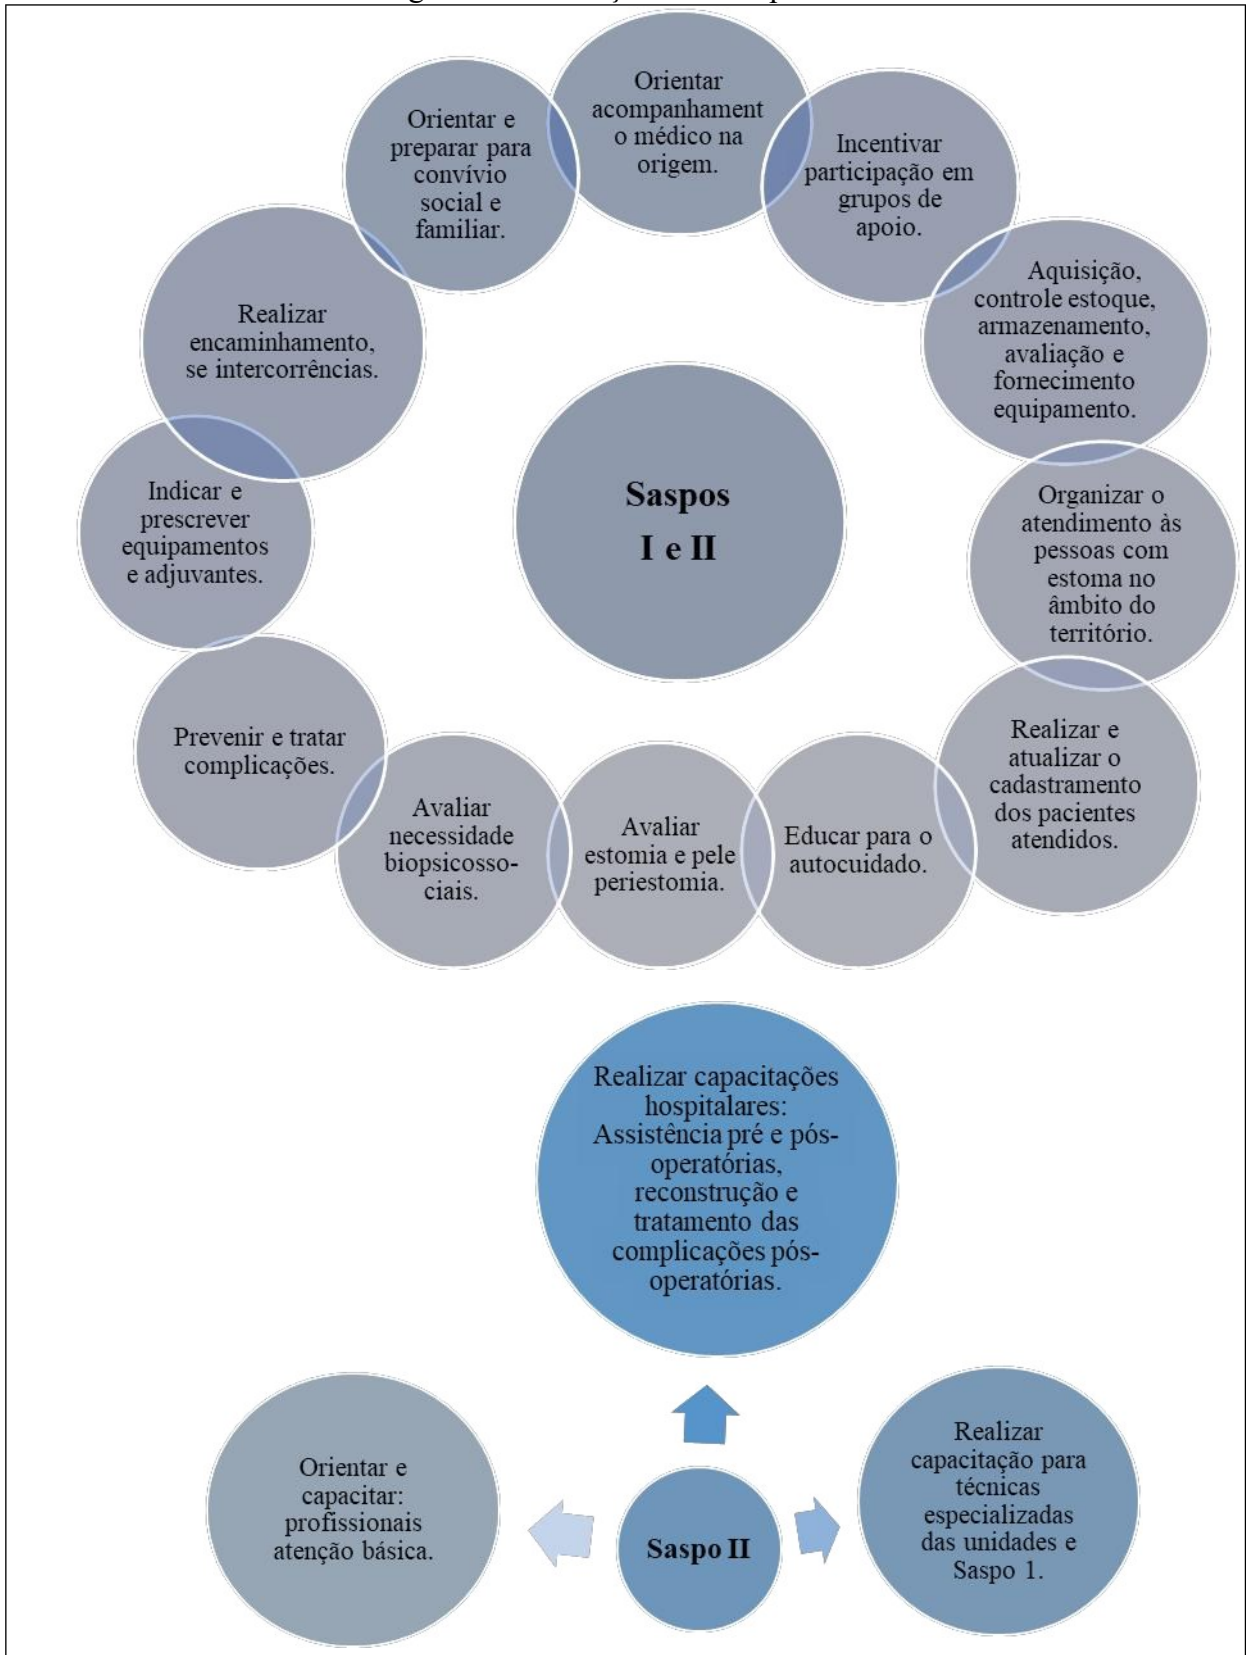 Orientar
acompanhament
o médico na
origem.
Incentivar
participação em
grupos de
apoio.
Aquisição,
controle estoque,
armazenamento,
avaliação e
fornecimento
equipamento.
Organizar o
atendimento às
pessoas com
estoma no
âmbito do
território.
Realizar e
atualizar o
cadastramento
dos pacientes
atendidos.
Educar para o
autocuidado.
Avaliar
estomia e pele
periestomia.
Avaliar
necessidade
biopsicosso-
ciais.
Prevenir e tratar
complicações.
Indicar e
prescrever
equipamentos
e adjuvantes.
Realizar
encaminhamento,
se intercorrências.
Orientar e
preparar para
convívio
social e
familiar.
Saspos
I e II
Realizar capacitações
hospitalares:
Assistência pré e pós-
operatórias,
reconstrução e
tratamento das
complicações pós-
operatórias.
Orientar e
capacitar:
profissionais
atenção básica.
Saspo II
Realizar
capacitação para
técnicas
especializadas
das unidades e
Saspo 1.